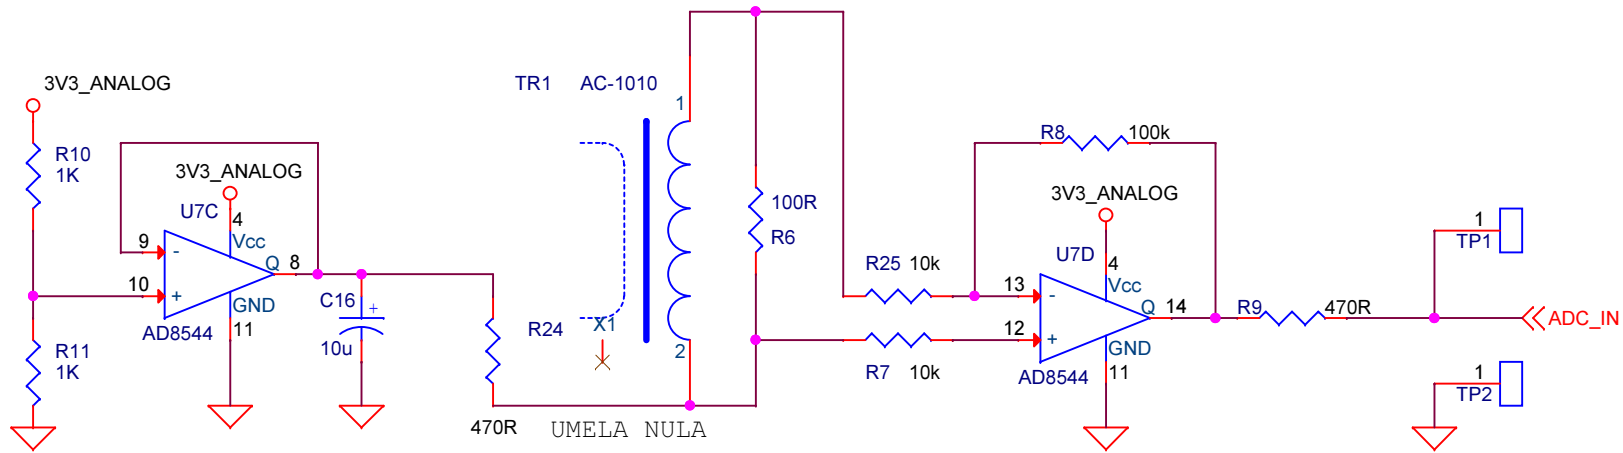 3V3_ANALOG
R10
1K
R11
1K
3V3_ANALOG
U7C
4
Vcc
9
-
Q
8
10
+
GND
AD8544
11
C16
+
10u
R24
470R
UMELA NULA
TR1 AC-1010
1
X1
2
100R
R6
R25 10k
R7 10k
R8 100k
3V3_ANALOG
U7D
4
Vcc
13
-
Q
14
12
+
GND
AD8544
11
R9 470R
1
TP1
ADC_IN
1
TP2